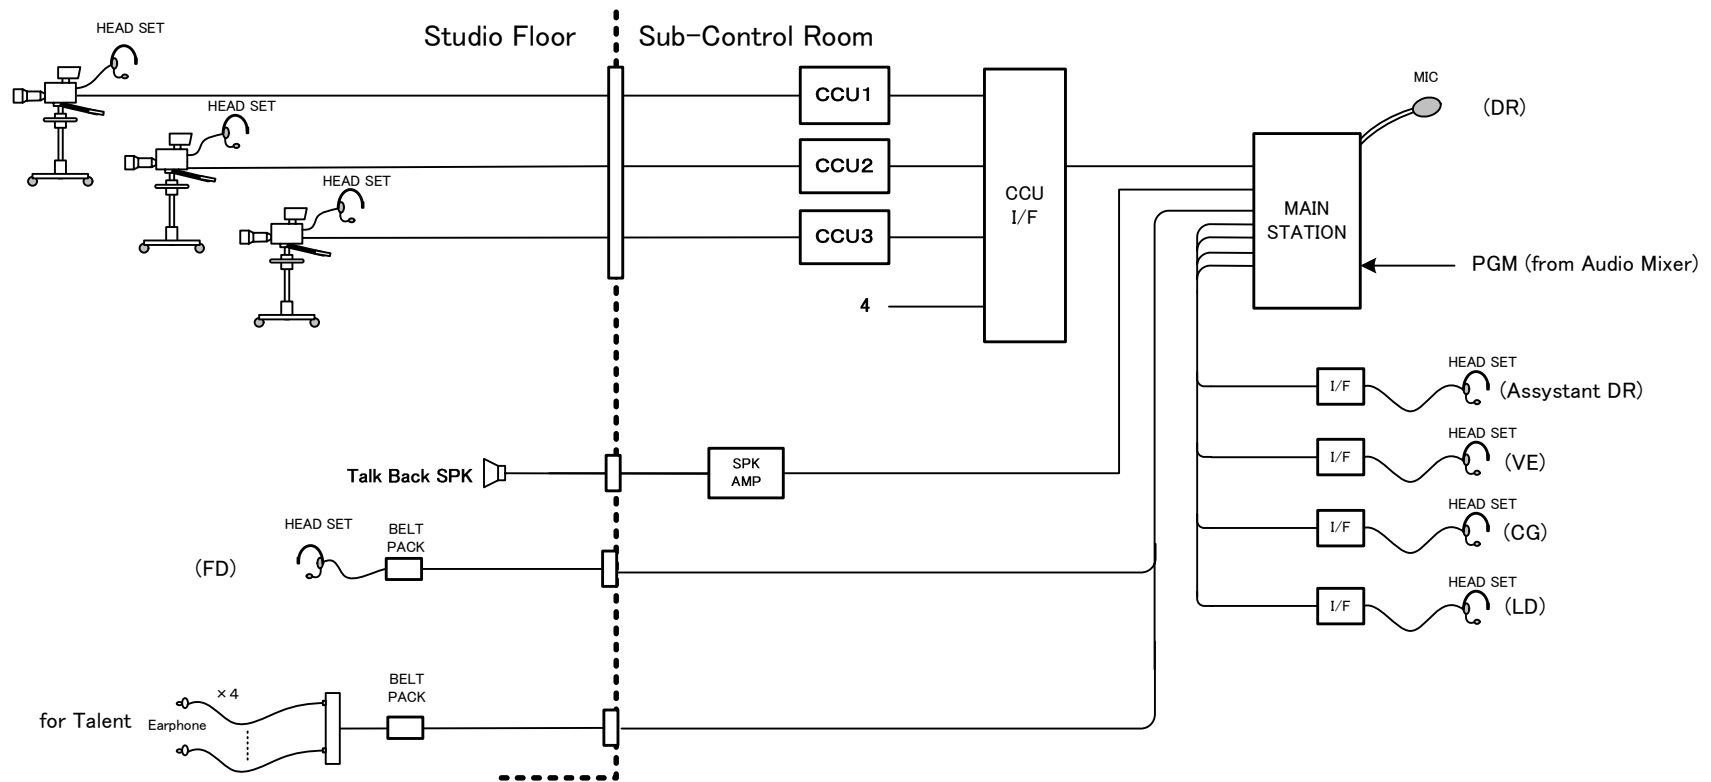 HEAD SET
Studio Floor
Sub-Control Room
HEAD SET
HEAD SET
CCU1
CCU2
CCU3
4
CCU
I/F
MIC
(DR)
MAIN
STATION
PGM (from Audio Mixer)
HEAD SET
I/F
(Assystant DR)
HEAD SET
I/F
(VE)
HEAD SET
I/F
(CG)
HEAD SET
I/F
(LD)
Talk Back SPK
SPK
AMP
HEAD SET
BELT
PACK
(FD)
BELT
PACK
×4
for Talent
Earphone